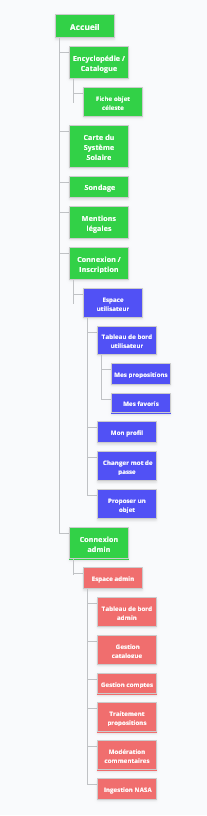 Accueil
Encyclopédie /
Catalogue
Fiche objet
céleste
Carte du
Système
Solaire
Sondage
Mentions
légales
Connexion /
Inscription
Espace
utilisateur
Tableau de bord
utilisateur
Mes propositions
Mes favoris
Mon profil
Changer mot de
passe
Proposer un
objet
Connexion
admin
Espace admin
Tableau de bord
admin
Gestion
catalogue
Gestion comptes
Traitement
propositions
Modération
commentaires
Ingestion NASA